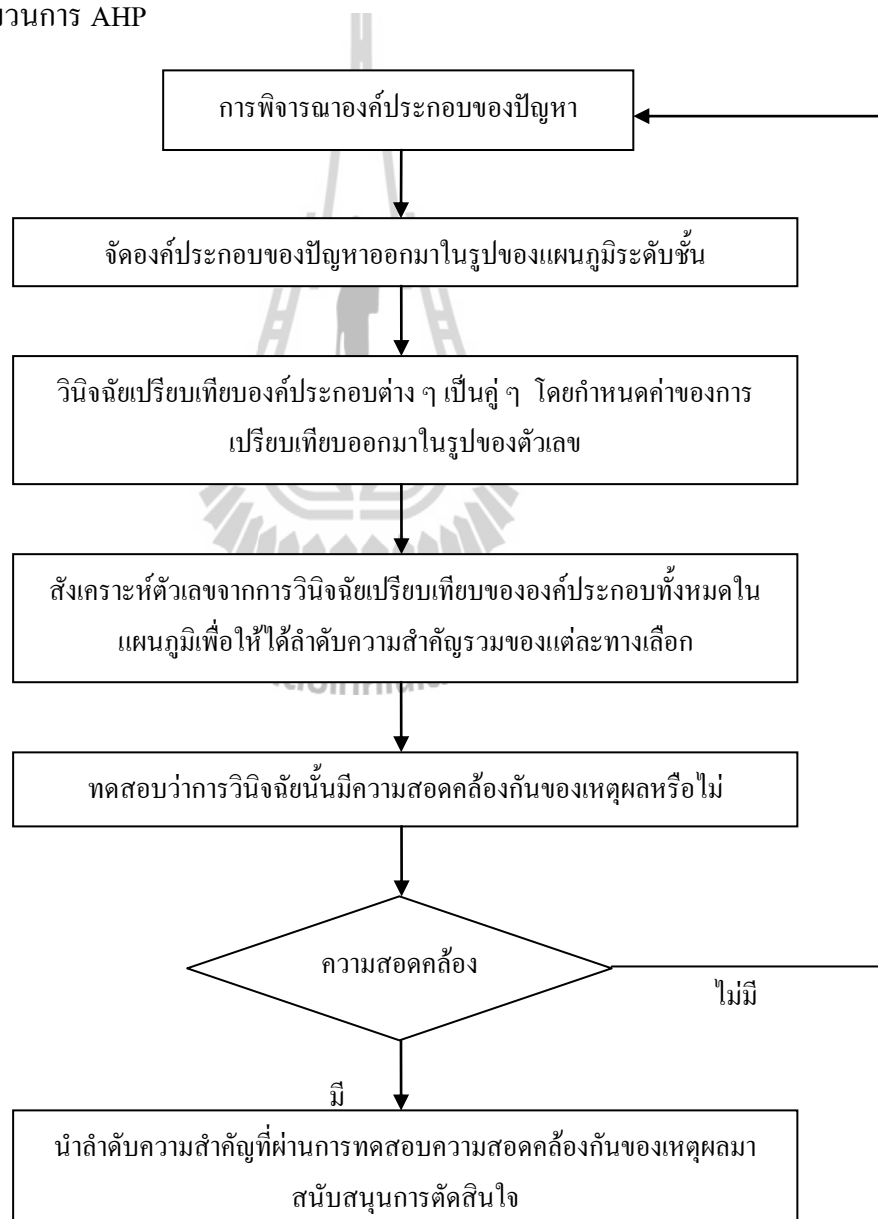 วนการ AHP
การพิจารณาองค์ประกอบของปัญหา
จัดองค์ประกอบของปัญหาออกมาในรูปของแผนภูมิระดับชั้น
วินิจฉัยเปรียบเทียบองค์ประกอบต่าง ๆ เป็นคู่ ๆ โดยกำหนดค่าของการ
เปรียบเทียบออกมาในรูปของตัวเลข
สังเคราะห์ตัวเลขจากการวินิจฉัยเปรียบเทียบขององค์ประกอบทั้งหมดใน
แผนภูมิเพื่อให้ได้ลำดับความสำคัญรวมของแต่ละทางเลือก
ทดสอบว่าการวินิจฉัยนั้นมีความสอดคล้องกันของเหตุผลหรือไม่
ความสอดคล้อง
ไม่มี
มี
นำลำดับความสำคัญที่ผ่านการทดสอบความสอดคล้องกันของเหตุผลมา
สนับสนุนการตัดสินใจ